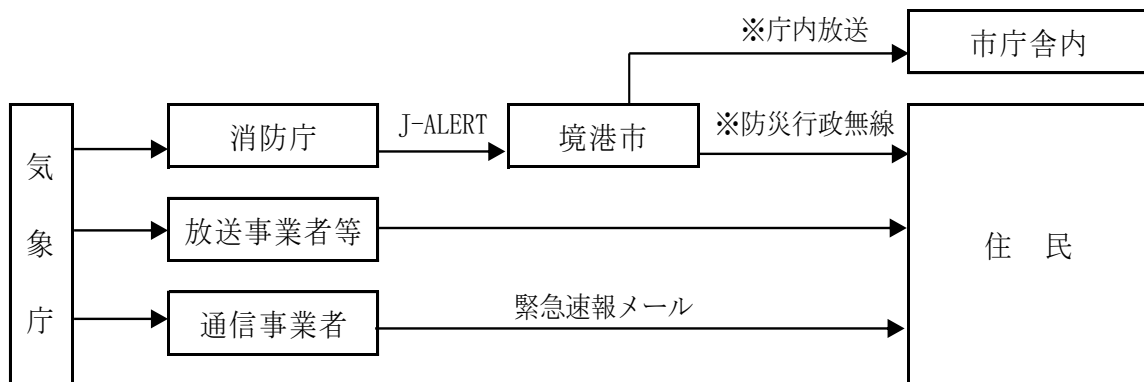 ※庁内放送
市庁舎内
気象庁
消防庁
J-ALERT
境港市
※防災行政無線
放送事業者等
住　民
通信事業者
緊急速報メール